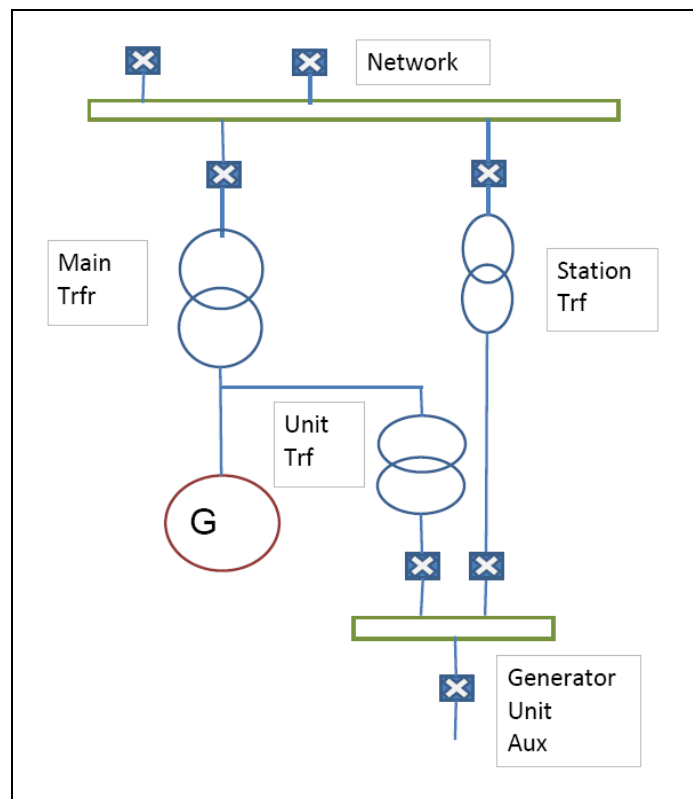 Network
Main
Trfr
Station
Trf
Unit
Trf
G
Generator
Unit
Aux